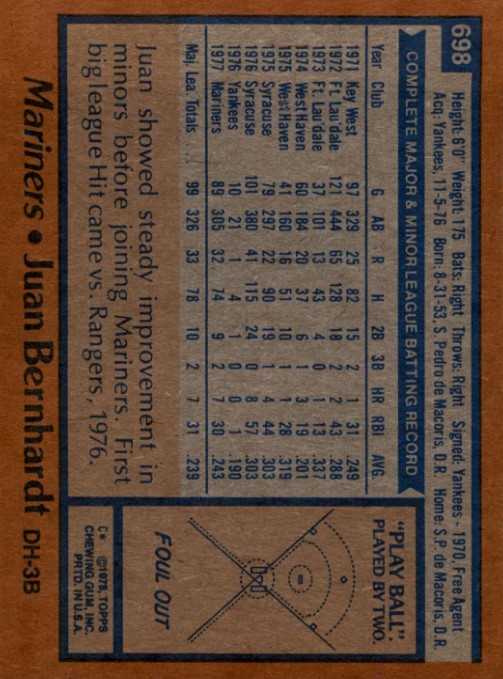 698
Height: 6'0" Weight: 175 Bats: Right Throws: Right Signed: Yankees - 1970, Free Agent
Acq: Yankees, 11-5-76 Born: 8-31-53, S. Pedro de Macoris, D.R. Home: S.P. de Macoris, D.R.
COMPLETE MAJOR & MINOR LEAGUE BATTING RECORD
Year Club G AB R H 2B 3B HR RBI AVG.
1971 Key West 97 329 25 82 15 2 1 31 .249
1972 Ft. Lau'dale 121 444 65 128 18 2 2 43 .288
1973 Ft. Lau'dale 37 101 13 43 4 0 1 13 .337
1974 West Haven 60 184 20 37 6 1 3 19 .201
1975 West Haven 41 160 16 51 10 1 1 28 .319
1975 Syracuse 79 297 22 90 19 1 4 44 .303
1976 Syracuse 101 380 41 115 24 0 8 57 .303
1976 Yankees 10 21 1 4 1 0 0 1 .190
1977 Mariners 89 305 32 74 9 2 7 30 .243
Maj. Lea. Totals . . . 99 326 33 78 10 2 7 31 .239
Juan showed steady improvement in
minors before joining Mariners. First
big league Hit came vs. Rangers, 1976.
"PLAY BALL":
PLAYED BY TWO.
FOUL OUT
C* ©1978, TOPPS
CHEWING GUM, INC.
PRTD. IN U.S.A.
Mariners • Juan Bernhardt DH-3B